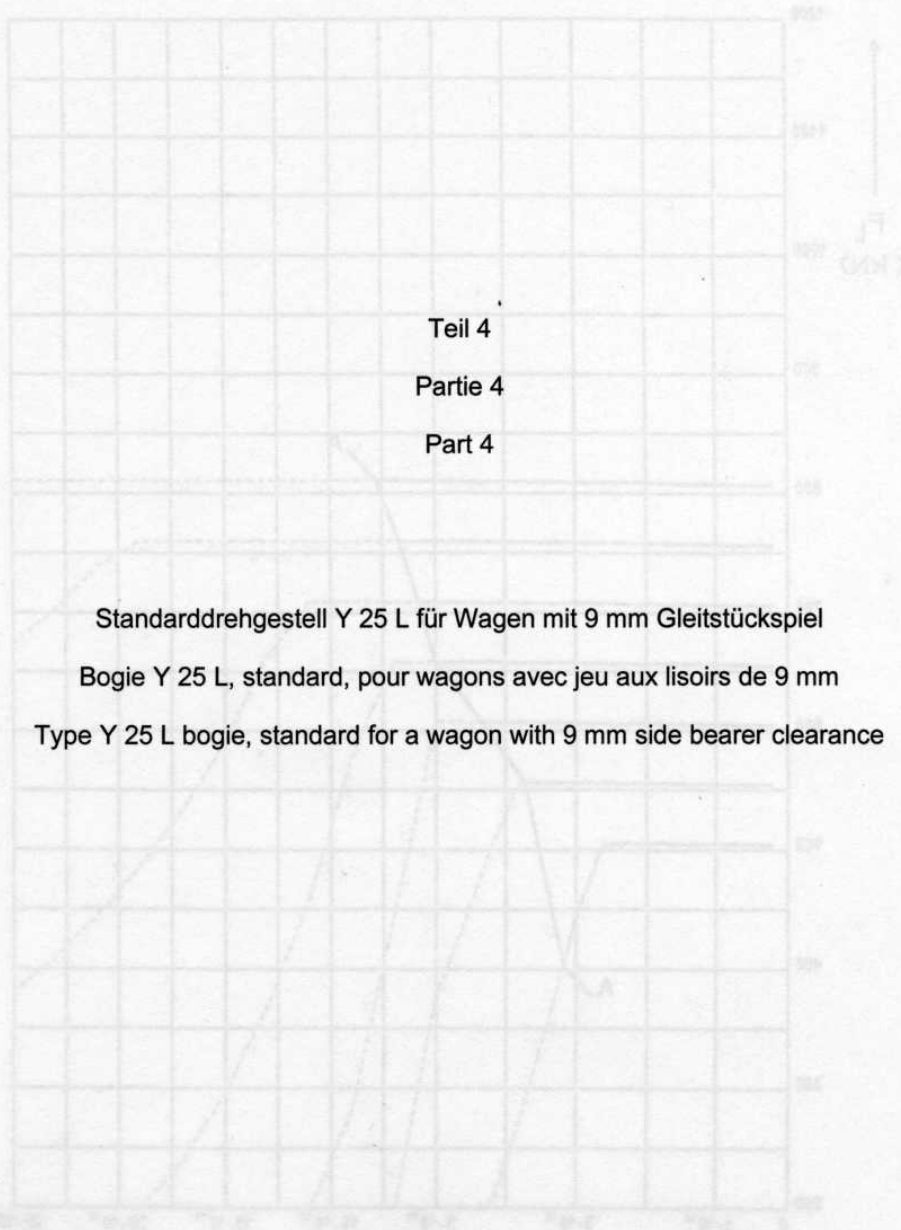 Teil 4
Partie 4
Part 4
Standarddrehgestell Y 25 L für Wagen mit 9 mm Gleitstückspiel
Bogie Y 25 L, standard, pour wagons avec jeu aux lisoirs de 9 mm
Type Y 25 L bogie, standard for a wagon with 9 mm side bearer clearance